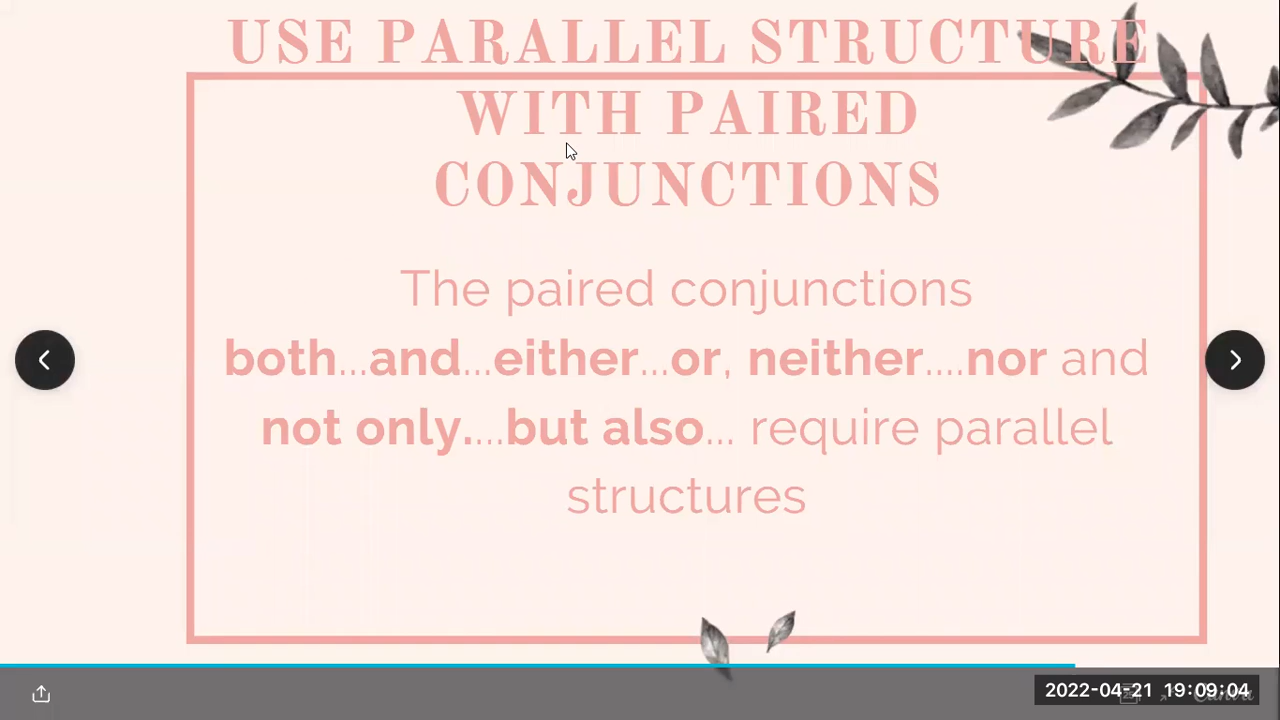 USE PARALLEL STRUCTURE
WITH PAIRED
CONJUNCTIONS
The paired conjunctions
both...and...either...or, neither....nor and
not only....but also... require parallel
structures
2022-04-21 19:09:04
Canva